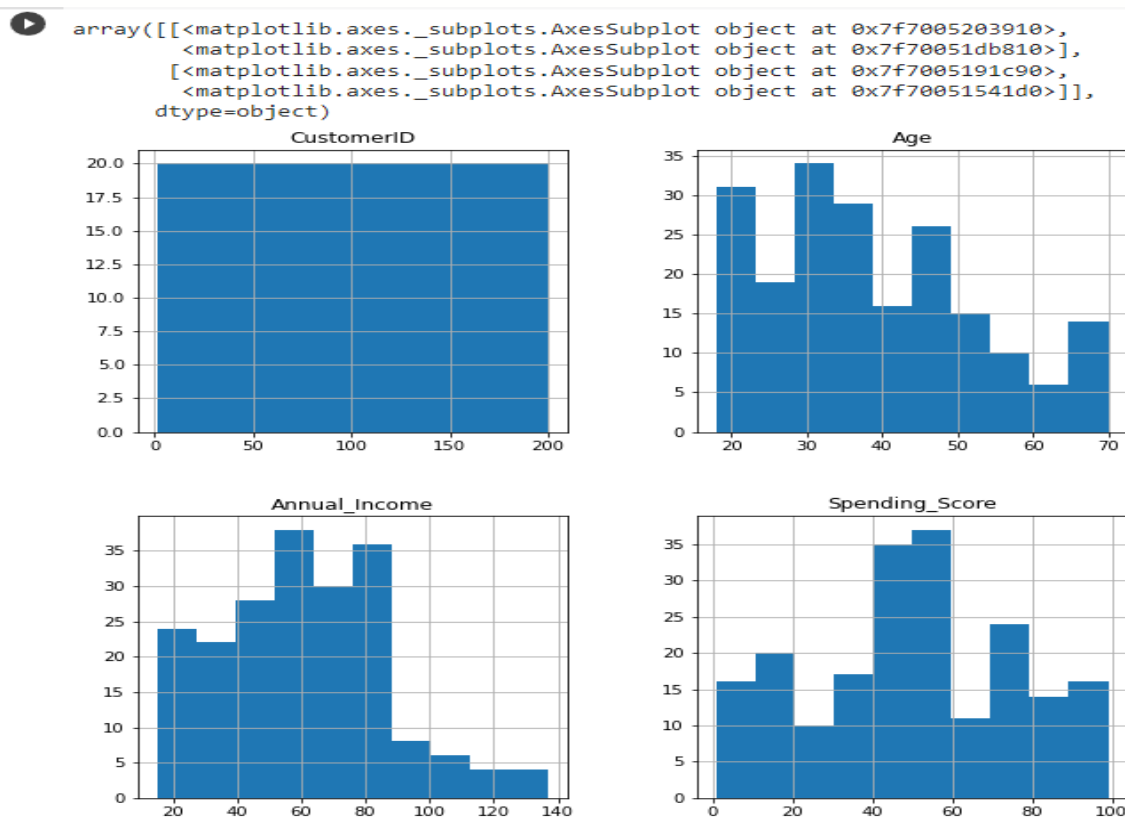 array([[<matplotlib.axes._subplots.AxesSubplot object at 0x7f7005203910>,
<matplotlib.axes._subplots.AxesSubplot object at 0x7f70051db810>],
[<matplotlib.axes._subplots.AxesSubplot object at 0x7f7005191c90>,
<matplotlib.axes._subplots.AxesSubplot object at 0x7f70051541d0>]],
dtype=object)
CustomerID
20.0
17.5
15.0
12.5
10.0
7.5
5.0
2.5
0.0
0 50 100 150 200
Age
35
30
25
20
15
10
5
0
20 30 40 50 60 70
Annual_Income
35
30
25
20
15
10
5
0
20 40 60 80 100 120 140
Spending_Score
35
30
25
20
15
10
5
0
0 20 40 60 80 100